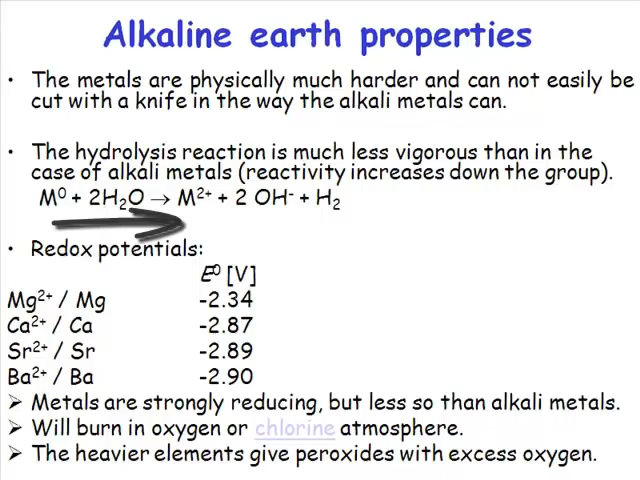 Alkaline earth properties
• The metals are physically much harder and can not easily be
cut with a knife in the way the alkali metals can.
• The hydrolysis reaction is much less vigorous than in the
case of alkali metals (reactivity increases down the group).
M⁰ + 2H₂O → M²⁺ + 2 OH⁻ + H₂
• Redox potentials:
E⁰ [V]
Mg²⁺ / Mg -2.34
Ca²⁺ / Ca -2.87
Sr²⁺ / Sr -2.89
Ba²⁺ / Ba -2.90
➢ Metals are strongly reducing, but less so than alkali metals.
➢ Will burn in oxygen or chlorine atmosphere.
➢ The heavier elements give peroxides with excess oxygen.